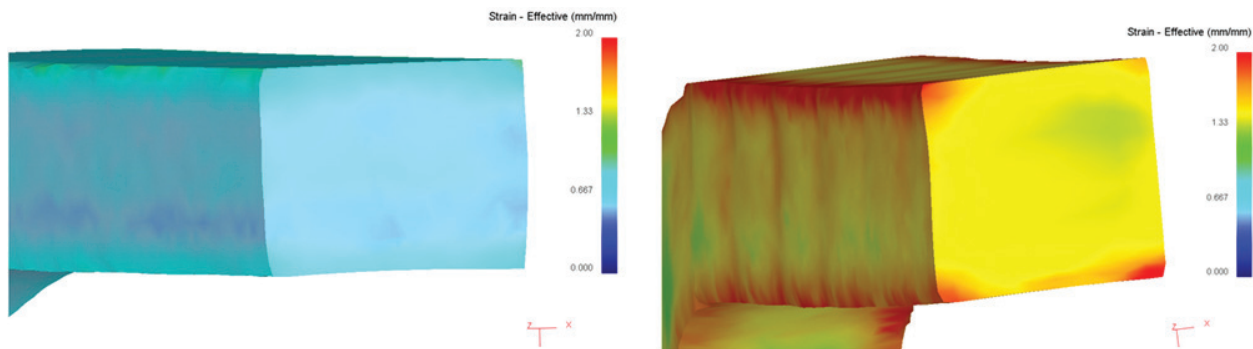 Strain - Effective (mm/mm)
2.00
1.33
0.667
0.000
z x
Strain - Effective (mm/mm)
2.00
1.33
0.667
0.000
z x